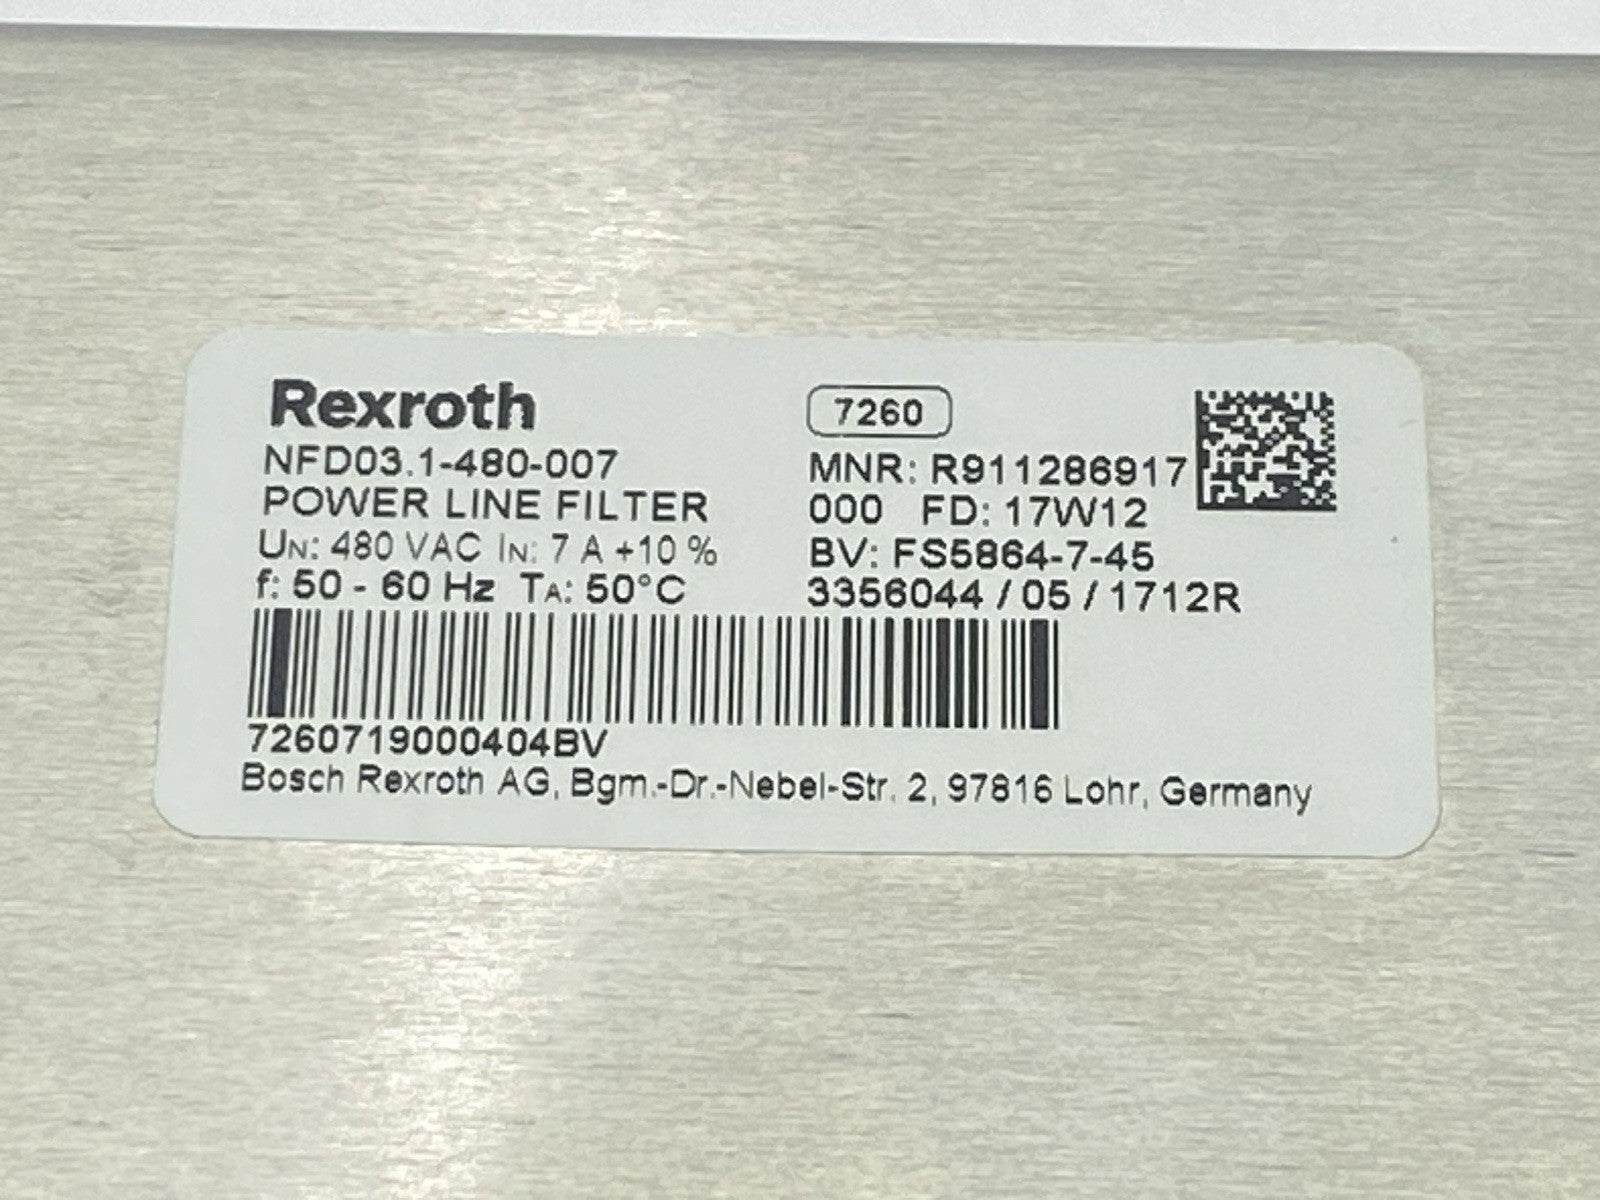 Rexroth
NFD03.1-480-007
POWER LINE FILTER
UN: 480 VAC IN: 7 A +10 %
f: 50 - 60 Hz TA: 50°C
7260
MNR: R911286917
000 FD: 17W12
BV: FS5864-7-45
3356044 / 05 / 1712R
7260719000404BV
Bosch Rexroth AG, Bgm.-Dr.-Nebel-Str. 2, 97816 Lohr, Germany